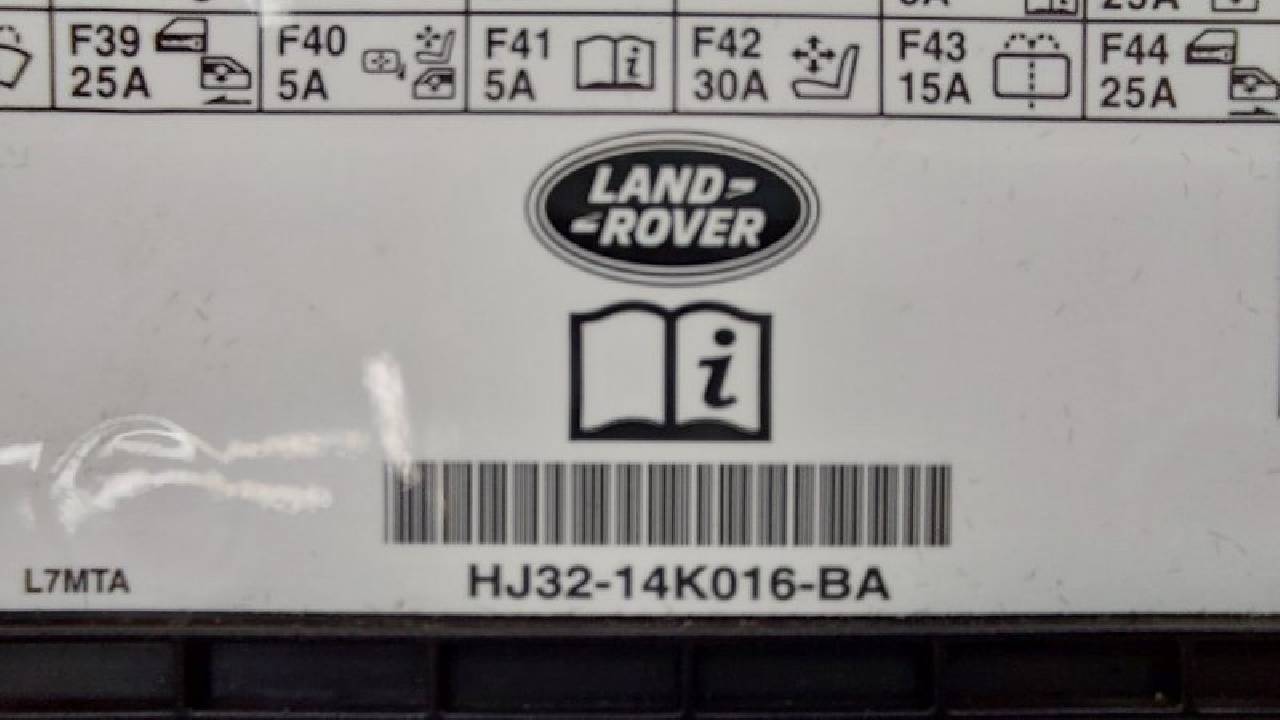 F39
25A
F40
5A
F41
5A
i
F42
30A
F43
15A
F44
25A
LAND
ROVER
i
L7MTA
HJ32-14K016-BA